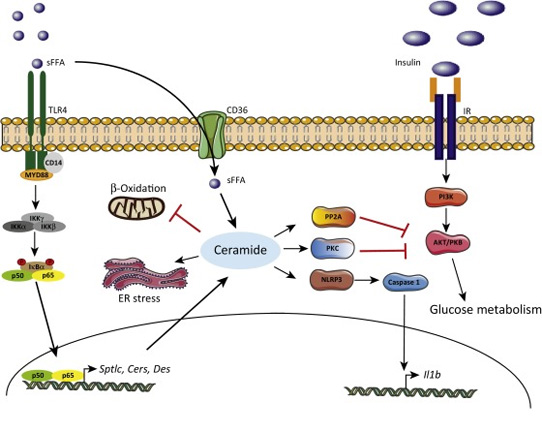 sFFA
TLR4
CD14
MYD88
IKKγ
IKKα
IKKβ
IκBα
p50
p65
p50
p65
Sptlc, Cers, Des
CD36
sFFA
β-Oxidation
Ceramide
ER stress
PP2A
PKC
NLRP3
Caspase 1
Il1b
Insulin
IR
PI3K
AKT/PKB
Glucose metabolism